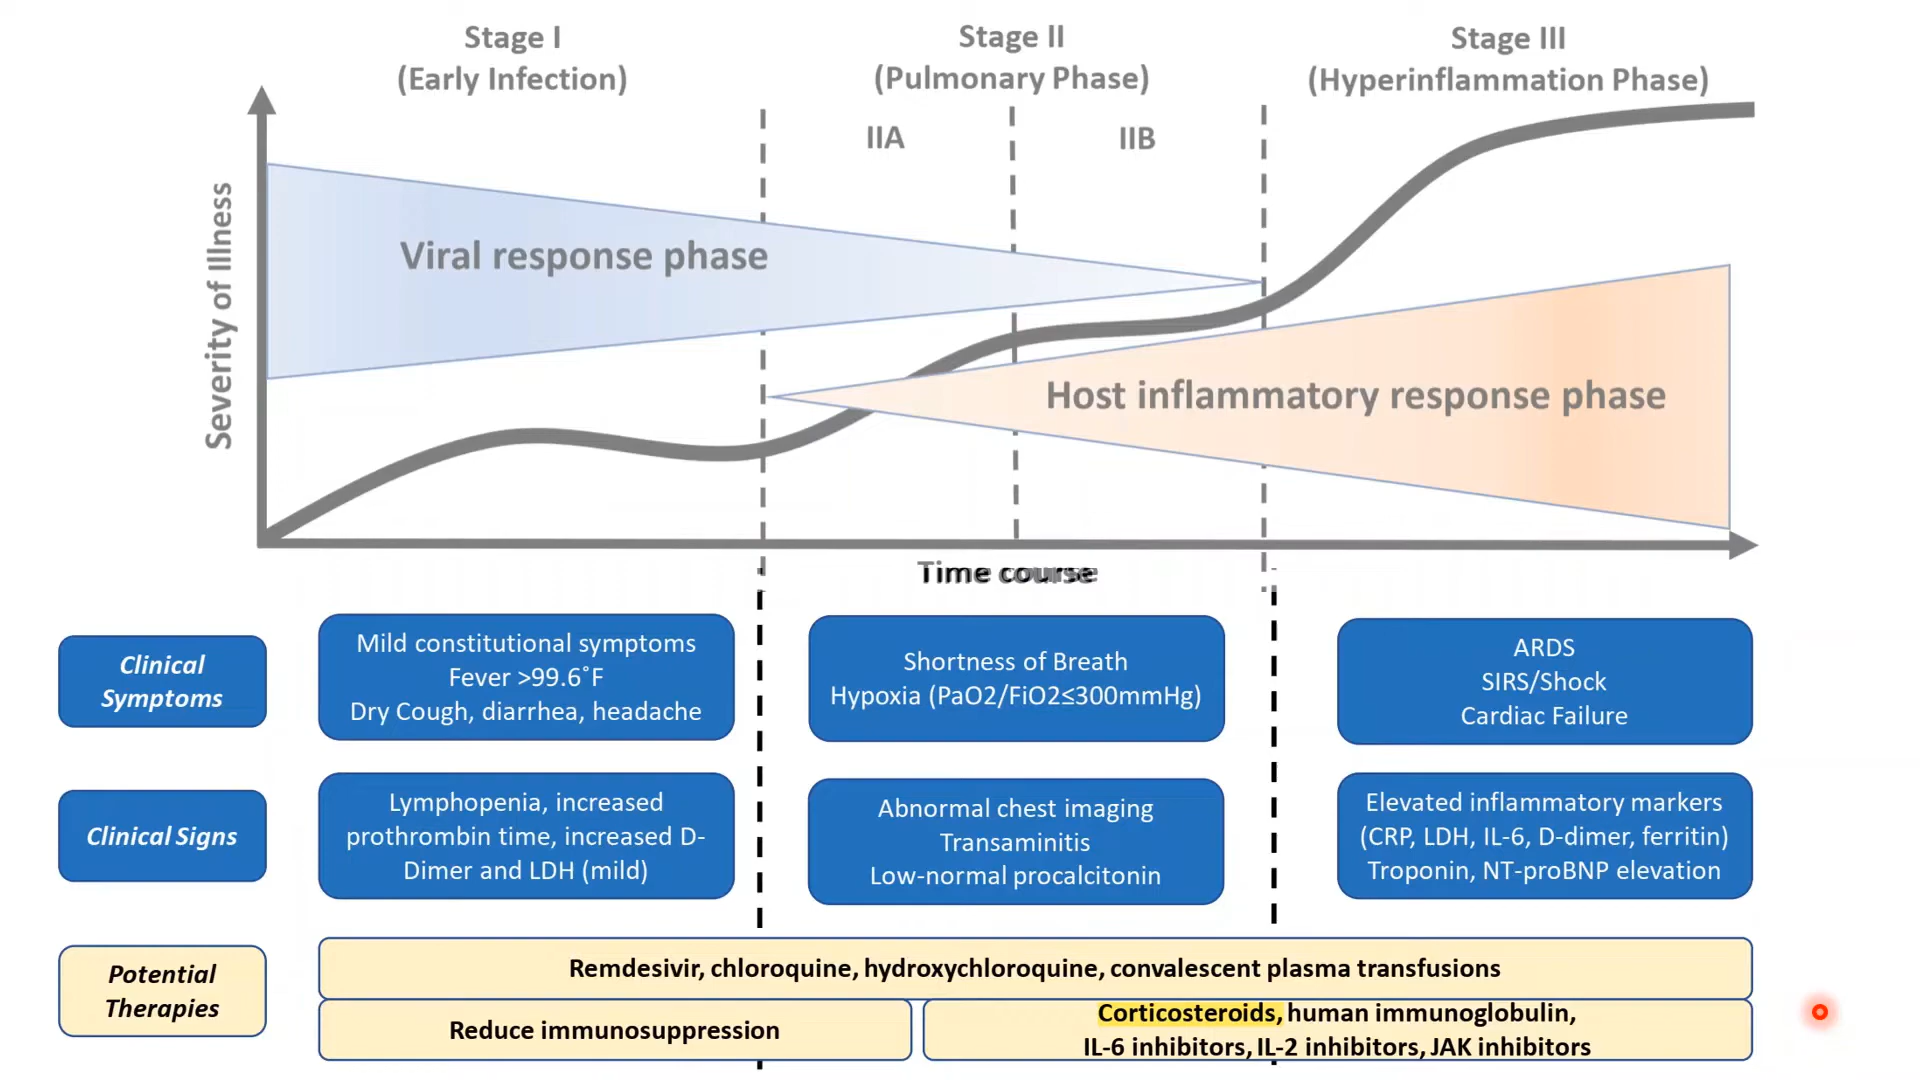 Stage I
(Early Infection)
Stage II
(Pulmonary Phase)
Stage III
(Hyperinflammation Phase)
IIA
IIB
Severity of Illness
Viral response phase
Host inflammatory response phase
Time course
Clinical
Symptoms
Mild constitutional symptoms
Fever >99.6°F
Dry Cough, diarrhea, headache
Shortness of Breath
Hypoxia (PaO2/FiO2≤300mmHg)
ARDS
SIRS/Shock
Cardiac Failure
Clinical Signs
Lymphopenia, increased
prothrombin time, increased D-
Dimer and LDH (mild)
Abnormal chest imaging
Transaminitis
Low-normal procalcitonin
Elevated inflammatory markers
(CRP, LDH, IL-6, D-dimer, ferritin)
Troponin, NT-proBNP elevation
Potential
Therapies
Remdesivir, chloroquine, hydroxychloroquine, convalescent plasma transfusions
Reduce immunosuppression
Corticosteroids, human immunoglobulin,
IL-6 inhibitors, IL-2 inhibitors, JAK inhibitors